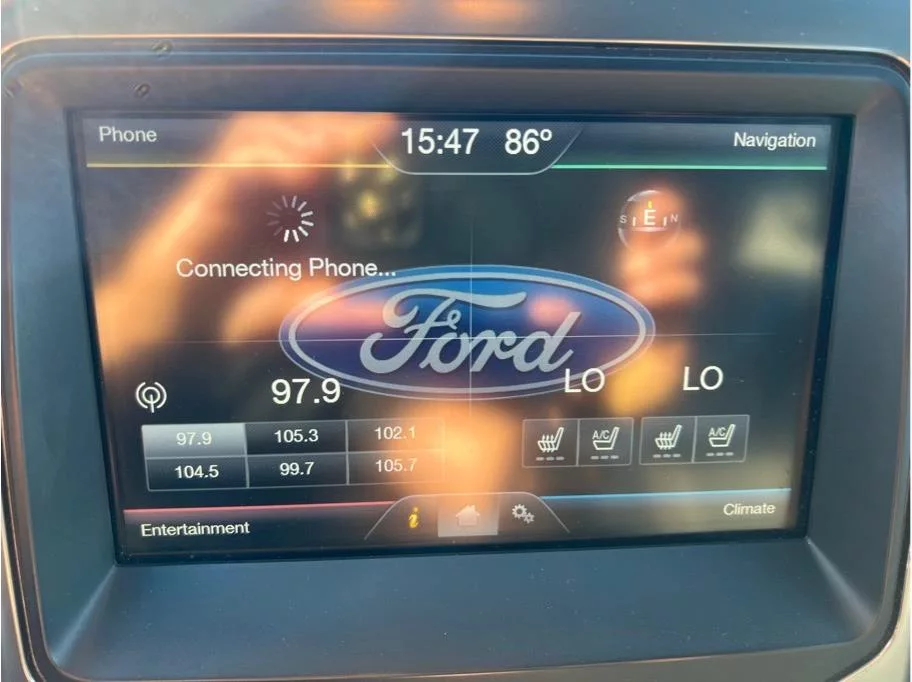 Phone
15:47 86°
Navigation
S E N
Connecting Phone...
Ford
97.9
LO LO
97.9 105.3 102.1
104.5 99.7 105.7
A/C A/C
i
Entertainment
Climate